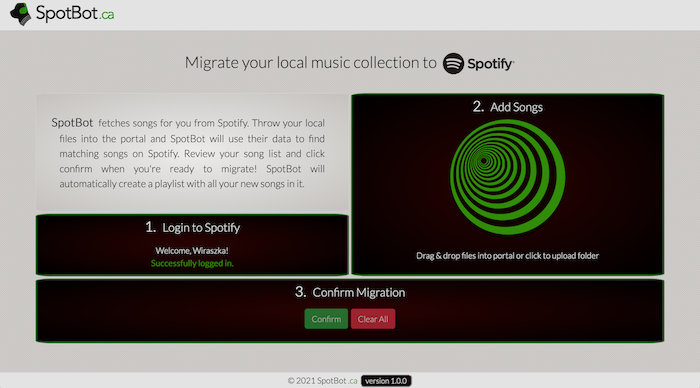 SpotBot.ca
Migrate your local music collection to Spotify
SpotBot fetches songs for you from Spotify. Throw your local
files into the portal and SpotBot will use their data to find
matching songs on Spotify. Review your song list and click
confirm when you're ready to migrate! SpotBot will
automatically create a playlist with all your new songs in it.
1. Login to Spotify
Welcome, Wiraszka!
Successfully logged in.
2. Add Songs
Drag & drop files into portal or click to upload folder
3. Confirm Migration
Confirm Clear All
© 2021 SpotBot.ca version 1.0.0